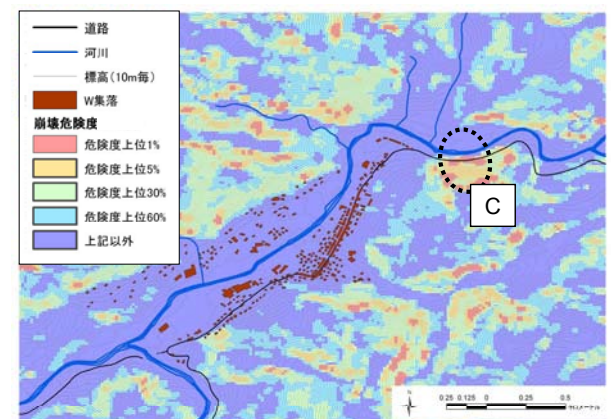 道路
河川
標高(10m毎)
W集落
崩壊危険度
危険度上位1%
危険度上位5%
危険度上位30%
危険度上位60%
上記以外
C
0.25 0.125 0 0.25 0.5